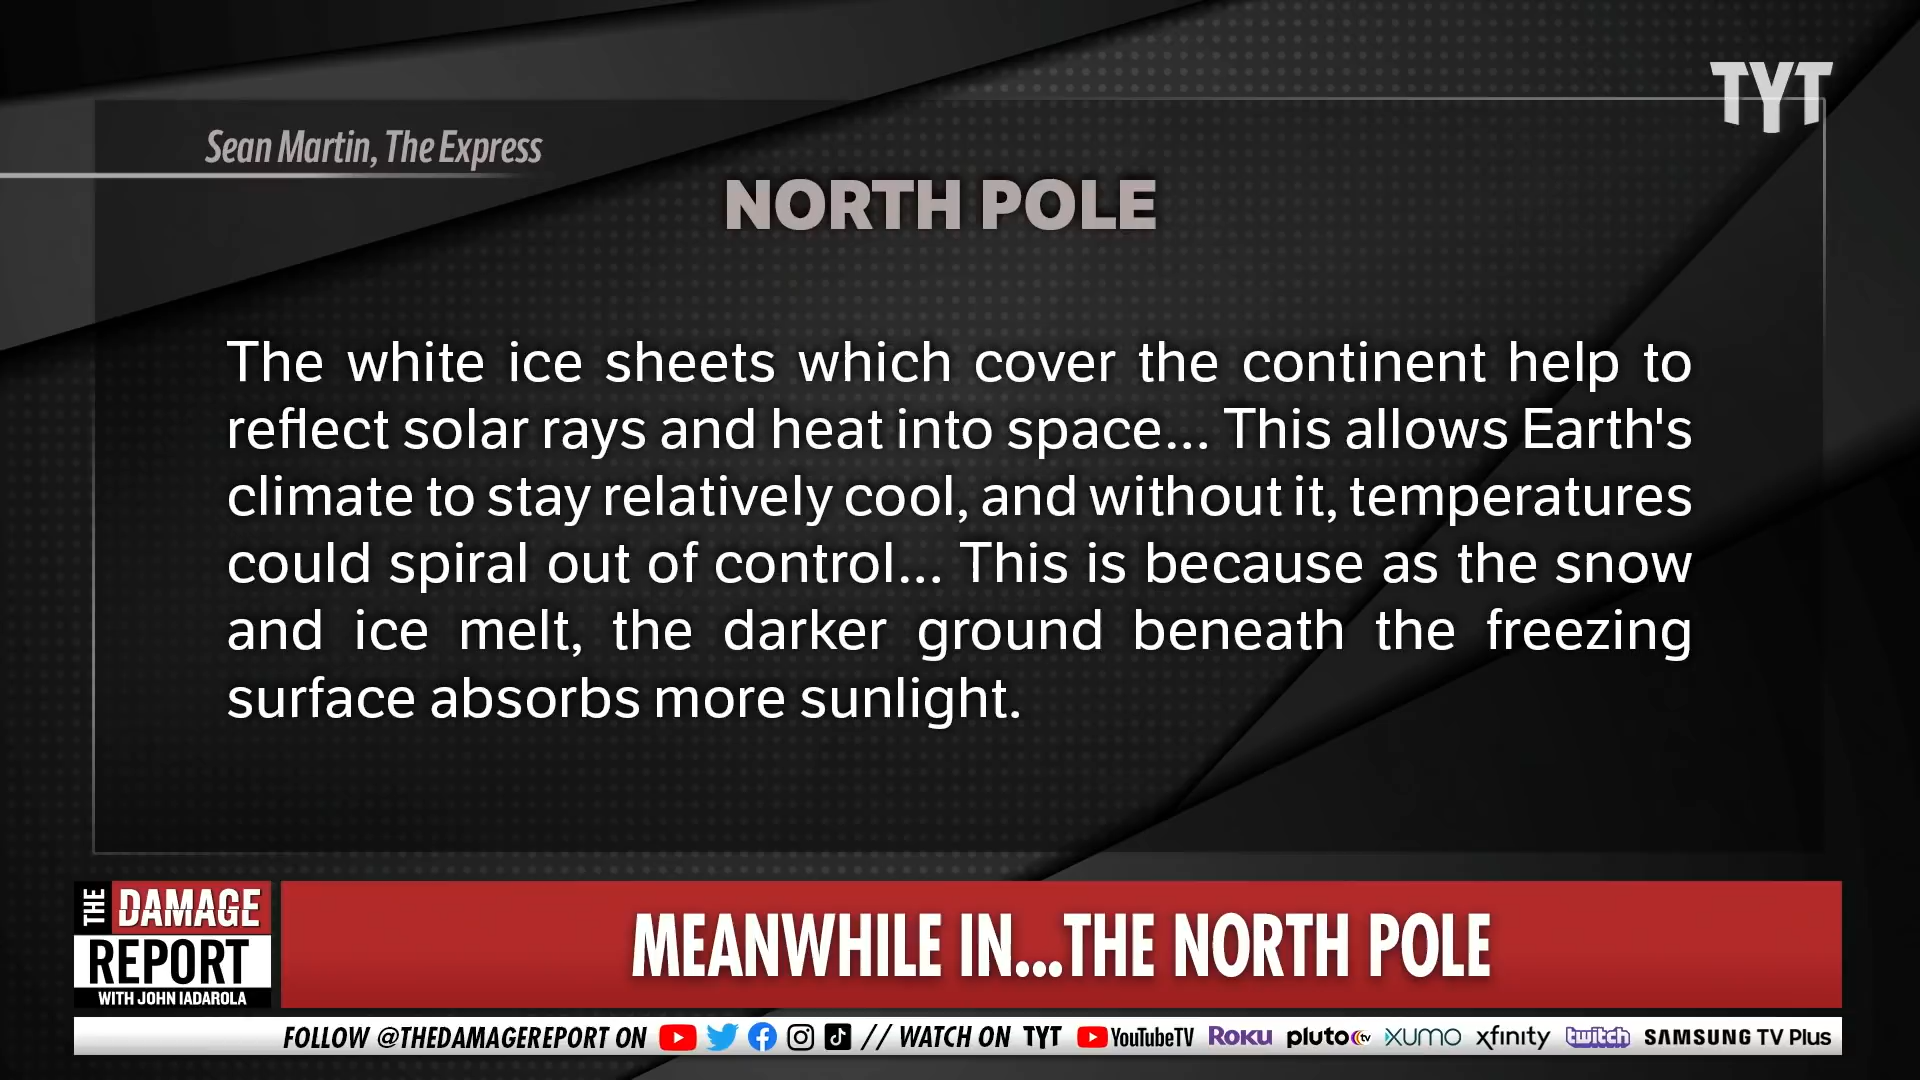 TYT
Sean Martin, The Express
NORTH POLE
The white ice sheets which cover the continent help to
reflect solar rays and heat into space... This allows Earth's
climate to stay relatively cool, and without it, temperatures
could spiral out of control... This is because as the snow
and ice melt, the darker ground beneath the freezing
surface absorbs more sunlight.
THE DAMAGE
REPORT
WITH JOHN IADAROLA
MEANWHILE IN...THE NORTH POLE
FOLLOW @THEDAMAGEREPORT ON // WATCH ON TYT YouTubeTV ROKU pluto tv XUMO xfinity twitch SAMSUNG TV Plus